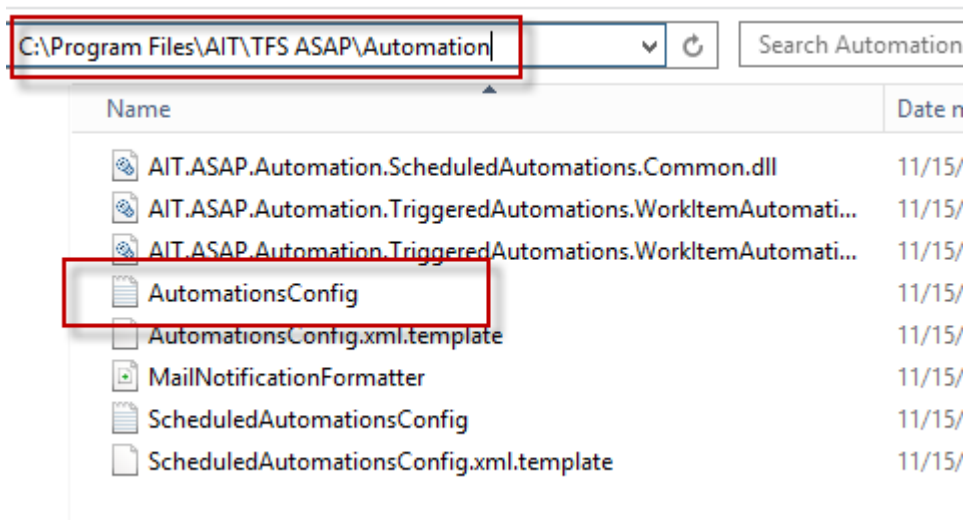 C:\Program Files\AIT\TFS ASAP\Automation Search Automation
Name Date n
AIT.ASAP.Automation.ScheduledAutomations.Common.dll 11/15/
AIT.ASAP.Automation.TriggeredAutomations.WorkItemAutomati... 11/15/
AIT.ASAP.Automation.TriggeredAutomations.WorkItemAutomati... 11/15/
AutomationsConfig 11/15/
AutomationsConfig.xml.template 11/15/
MailNotificationFormatter 11/15/
ScheduledAutomationsConfig 11/15/
ScheduledAutomationsConfig.xml.template 11/15/